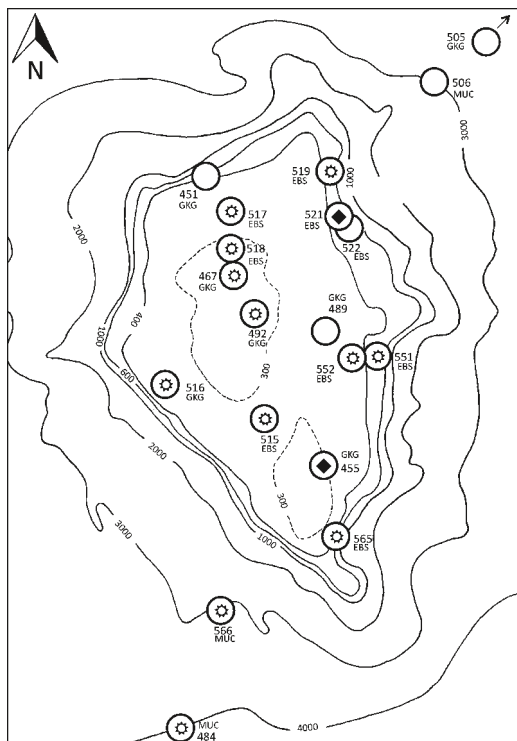 505
GKG
N
506
MUC
3000
519
EBS
1000
451
GKG
517
EBS
521
EBS
2000
522
EBS
518
EBS
467
GKG
400
GKG
489
492
GKG
1000
552
EBS
551
EBS
300
600
516
GKG
515
EBS
2000
GKG
455
300
3000
1000
565
EBS
566
MUC
MUC
484
4000